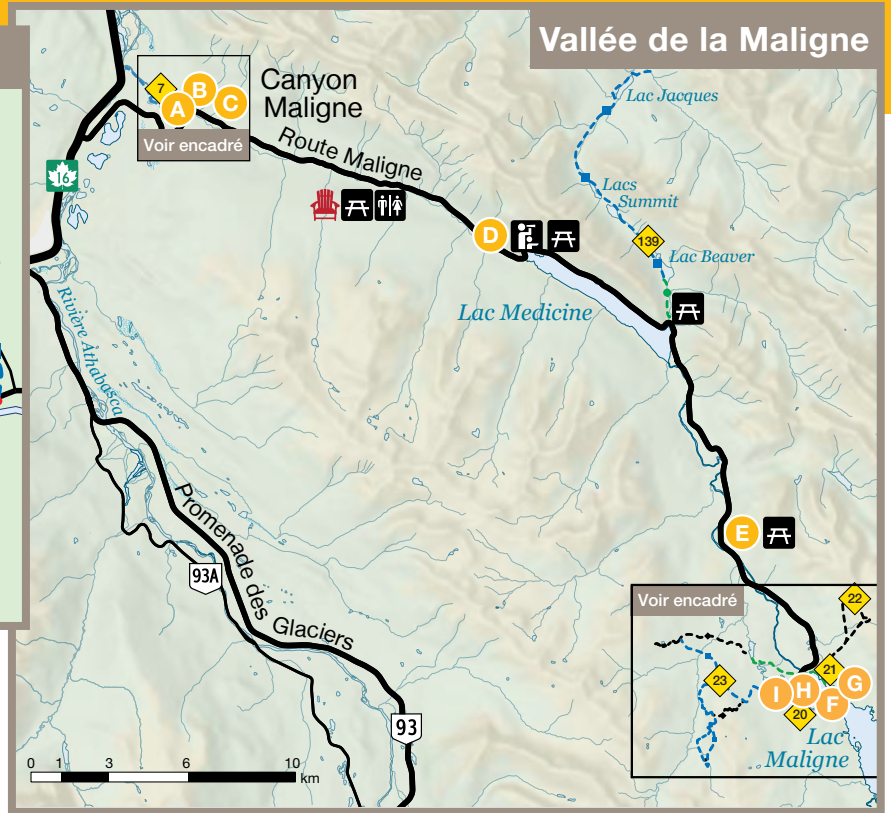 Vallée de la Maligne
7
A
B
C
Canyon
Maligne
Voir encadré
Route Maligne
16
Lac Jacques
Lacs
Summit
139
Lac Beaver
D
Lac Medicine
Rivière Athabasca
Promenade des Glaciers
93A
93
E
Voir encadré
22
21
23
I
H
G
F
20
Lac
Maligne
0 1 3 6 10
km